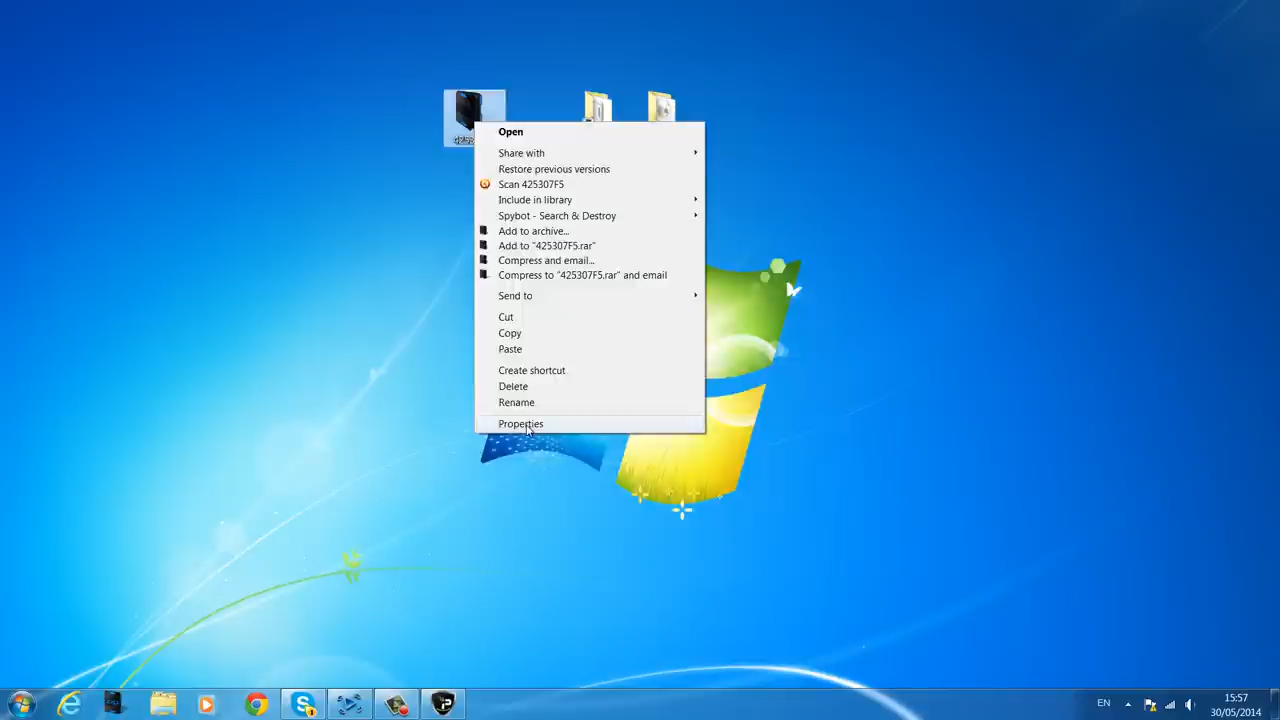 Open
Share with
Restore previous versions
Scan 425307F5
Include in library
Spybot - Search & Destroy
Add to archive...
Add to "425307F5.rar"
Compress and email...
Compress to "425307F5.rar" and email
Send to
Cut
Copy
Paste
Create shortcut
Delete
Rename
Properties
EN
15:57
30/05/2014